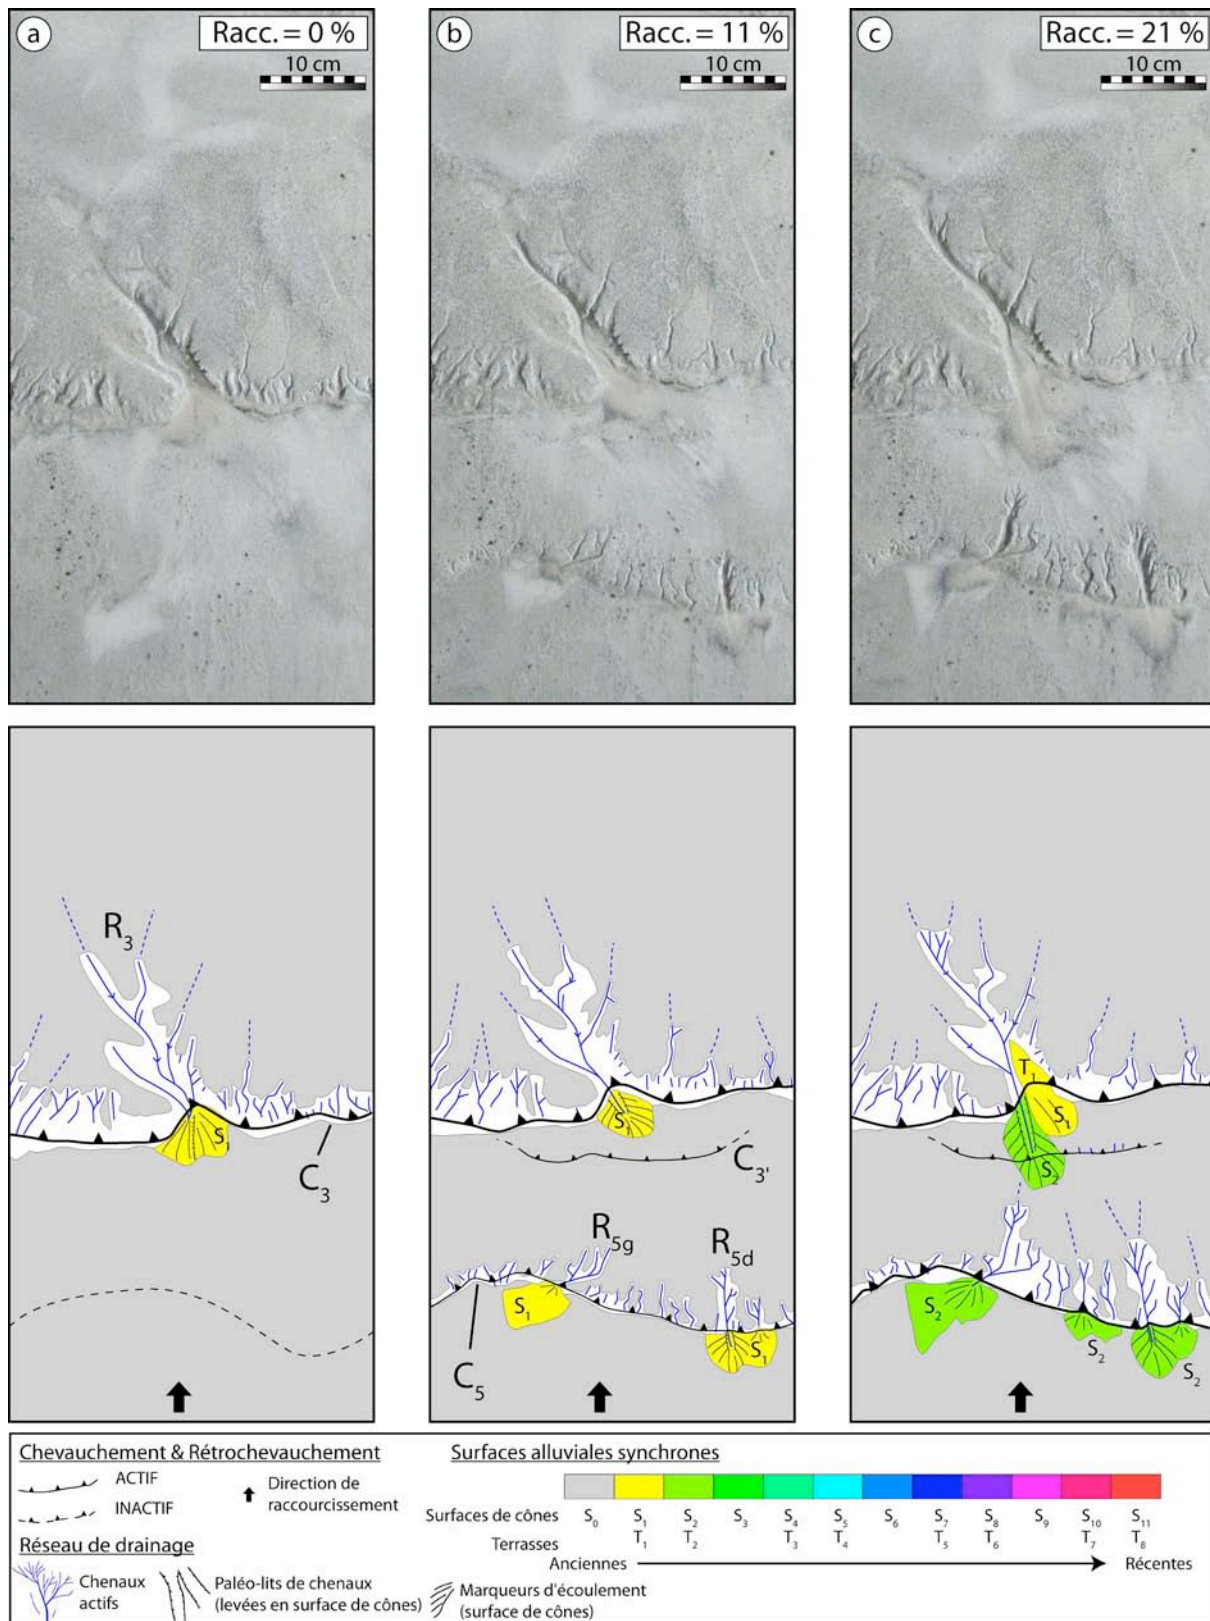 a
Racc. = 0 %
10 cm
b
Racc. = 11 %
10 cm
c
Racc. = 21 %
10 cm
R3
S1
C3
S1
C3'
R5g
R5d
S1
S1
C5
T1
S1
S2
S2
S2
S2
Chevauchement & Rétrochevauchement
ACTIF
INACTIF
Direction de
raccourcissement
Réseau de drainage
Chenaux
actifs
Paléo-lits de chenaux
(levées en surface de cônes)
Marqueurs d'écoulement
(surface de cônes)
Surfaces alluviales synchrones
Surfaces de cônes S0 S1 S2 S3 S4 S5 S6 S7 S8 S9 S10 S11
Terrasses T1 T2 T3 T4 T5 T6 T7 T8
Anciennes Récentes